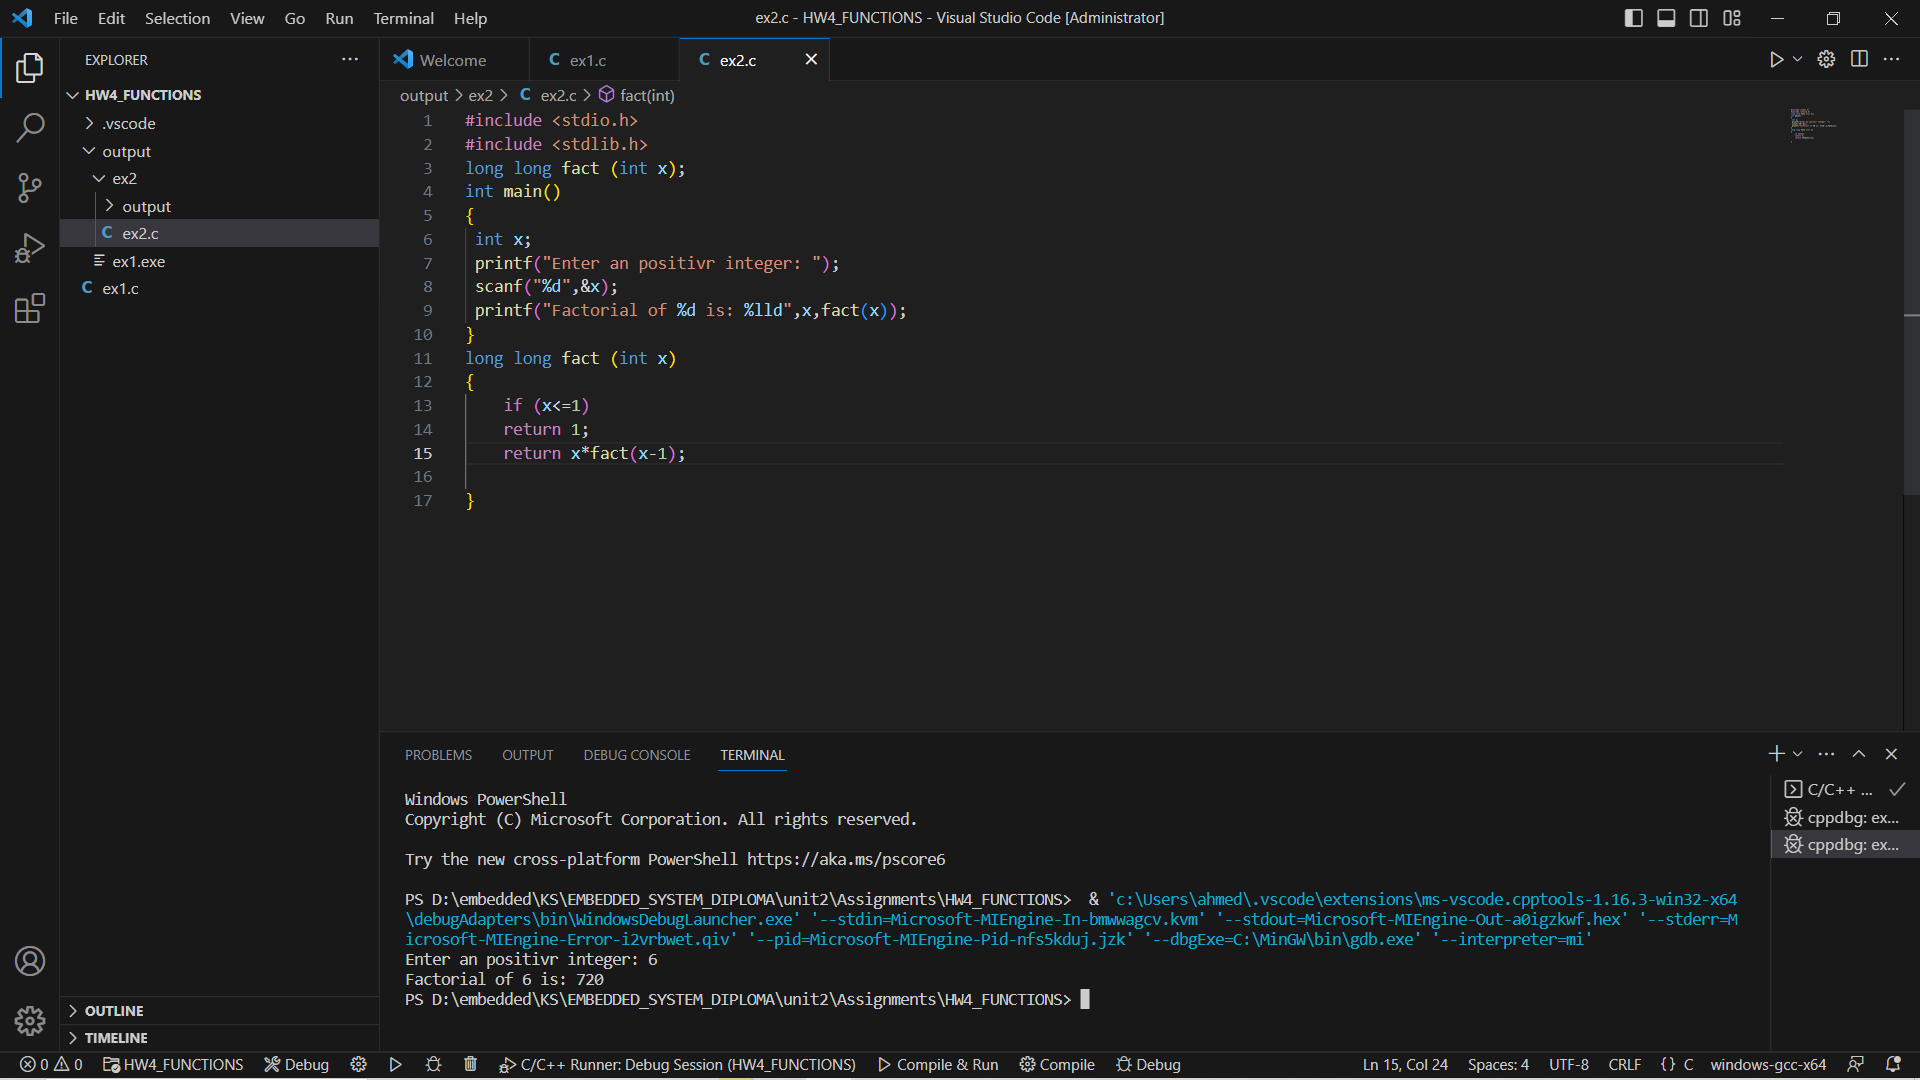 File Edit Selection View Go Run Terminal Help
ex2.c - HW4_FUNCTIONS - Visual Studio Code [Administrator]
EXPLORER
Welcome
C ex1.c
C ex2.c
HW4_FUNCTIONS
.vscode
output
ex2
output
C ex2.c
ex1.exe
C ex1.c
OUTLINE
TIMELINE
output > ex2 > C ex2.c > fact(int)
1 #include <stdio.h>
2 #include <stdlib.h>
3 long long fact (int x);
4 int main()
5 {
6 int x;
7 printf("Enter an positivr integer: ");
8 scanf("%d",&x);
9 printf("Factorial of %d is: %lld",x,fact(x));
10 }
11 long long fact (int x)
12 {
13 if (x<=1)
14 return 1;
15 return x*fact(x-1);
16
17 }
PROBLEMS OUTPUT DEBUG CONSOLE TERMINAL
Windows PowerShell
Copyright (C) Microsoft Corporation. All rights reserved.
Try the new cross-platform PowerShell https://aka.ms/pscore6
PS D:\embedded\KS\EMBEDDED_SYSTEM_DIPLOMA\unit2\Assignments\HW4_FUNCTIONS>  & 'c:\Users\ahmed\.vscode\extensions\ms-vscode.cpptools-1.16.3-win32-x64
\debugAdapters\bin\WindowsDebugLauncher.exe' '--stdin=Microsoft-MIEngine-In-bmwwagcv.kvm' '--stdout=Microsoft-MIEngine-Out-a0igzkwf.hex' '--stderr=M
icrosoft-MIEngine-Error-i2vrbwet.qiv' '--pid=Microsoft-MIEngine-Pid-nfs5kduj.jzk' '--dbgExe=C:\MinGW\bin\gdb.exe' '--interpreter=mi'
Enter an positivr integer: 6
Factorial of 6 is: 720
PS D:\embedded\KS\EMBEDDED_SYSTEM_DIPLOMA\unit2\Assignments\HW4_FUNCTIONS>
C/C++ ...
cppdbg: ex...
cppdbg: ex...
0 0 HW4_FUNCTIONS Debug C/C++ Runner: Debug Session (HW4_FUNCTIONS) Compile & Run Compile Debug Ln 15, Col 24 Spaces: 4 UTF-8 CRLF {} C windows-gcc-x64